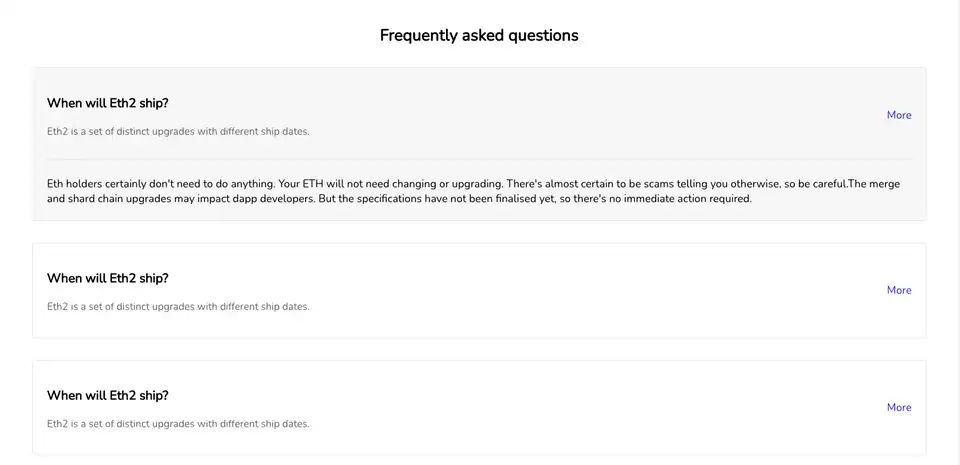 Frequently asked questions
When will Eth2 ship?
More
Eth2 is a set of distinct upgrades with different ship dates.
Eth holders certainly don't need to do anything. Your ETH will not need changing or upgrading. There's almost certain to be scams telling you otherwise, so be careful.The merge
and shard chain upgrades may impact dapp developers. But the specifications have not been finalised yet, so there's no immediate action required.
When will Eth2 ship?
More
Eth2 is a set of distinct upgrades with different ship dates.
When will Eth2 ship?
More
Eth2 is a set of distinct upgrades with different ship dates.